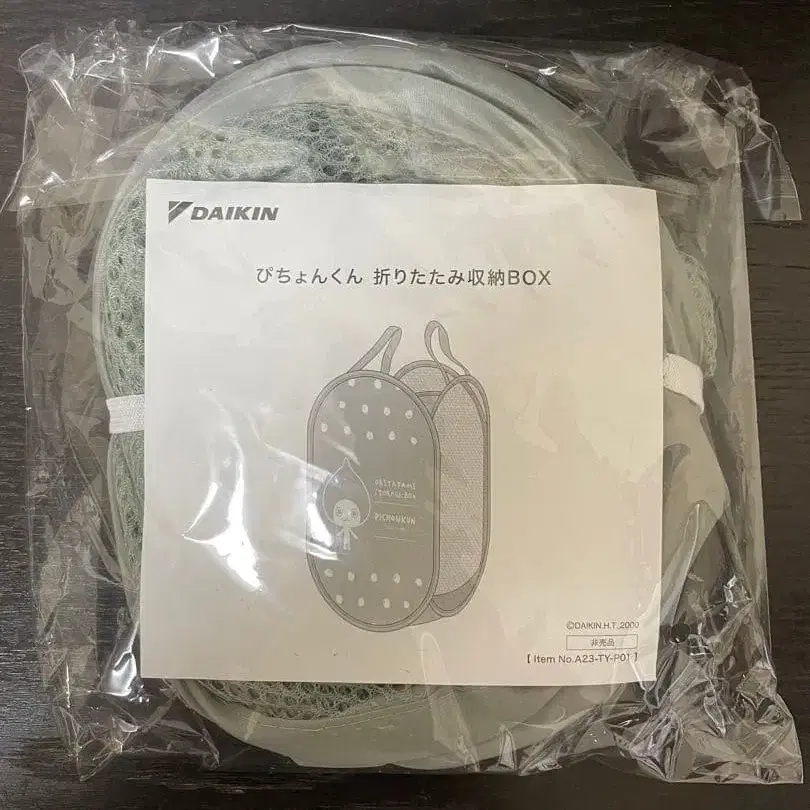 DAIKIN
ぴちょんくん 折りたたみ収納BOX
ORITATAMI
STORAGE BOX
PICHONKUN
©DAIKIN.H.T.,2000
非売品
【 Item No.A23-TY-P01 】